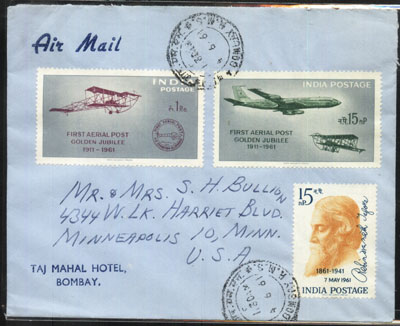 Air Mail
INDIA
POSTAGE
रु.1Re.
FIRST AERIAL POST
GOLDEN JUBILEE
1911-1961
INDIA POSTAGE
न.पै.15nP.
FIRST AERIAL POST
GOLDEN JUBILEE
1911-1961
MR. & MRS. S. H. BULLION
4344 W. LK. HARRIET BLVD.
MINNEAPOLIS 10, MINN.
U.S.A
TAJ MAHAL HOTEL,
BOMBAY.
15 न.पै.
nP.
1861-1941
7 MAY 1961
INDIA POSTAGE